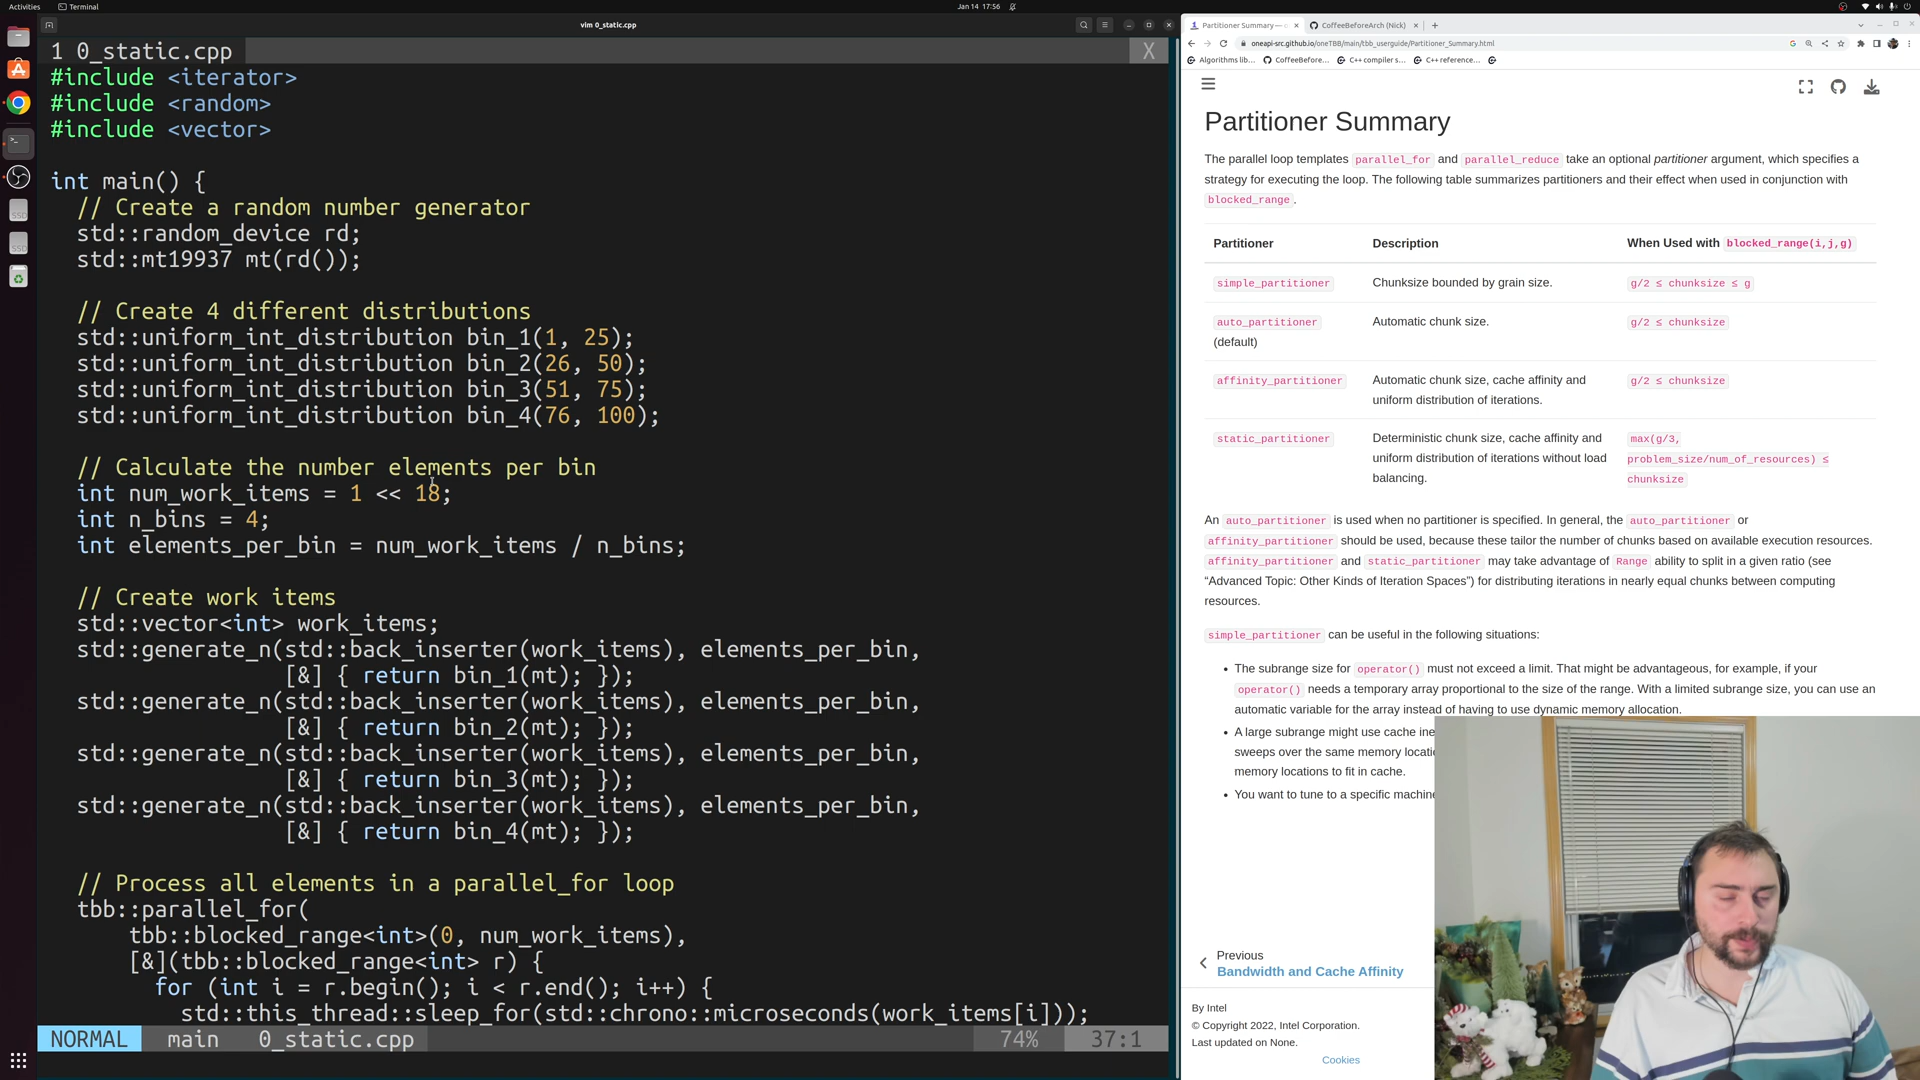 Activities
Terminal
Jan 14 17:56
vim 0_static.cpp
1 0_static.cpp
X
#include <iterator>
#include <random>
#include <vector>
int main() {
// Create a random number generator
std::random_device rd;
std::mt19937 mt(rd());
// Create 4 different distributions
std::uniform_int_distribution bin_1(1, 25);
std::uniform_int_distribution bin_2(26, 50);
std::uniform_int_distribution bin_3(51, 75);
std::uniform_int_distribution bin_4(76, 100);
// Calculate the number elements per bin
int num_work_items = 1 << 18;
int n_bins = 4;
int elements_per_bin = num_work_items / n_bins;
// Create work items
std::vector<int> work_items;
std::generate_n(std::back_inserter(work_items), elements_per_bin,
[&] { return bin_1(mt); });
std::generate_n(std::back_inserter(work_items), elements_per_bin,
[&] { return bin_2(mt); });
std::generate_n(std::back_inserter(work_items), elements_per_bin,
[&] { return bin_3(mt); });
std::generate_n(std::back_inserter(work_items), elements_per_bin,
[&] { return bin_4(mt); });
// Process all elements in a parallel_for loop
tbb::parallel_for(
tbb::blocked_range<int>(0, num_work_items),
[&](tbb::blocked_range<int> r) {
for (int i = r.begin(); i < r.end(); i++) {
std::this_thread::sleep_for(std::chrono::microseconds(work_items[i]));
NORMAL main 0_static.cpp 74% 37:1
Partitioner Summary —
CoffeeBeforeArch (Nick)
oneapi-src.github.io/oneTBB/main/tbb_userguide/Partitioner_Summary.html
Algorithms lib... CoffeeBefore... C++ compiler s... C++ reference...
Partitioner Summary
The parallel loop templates parallel_for and parallel_reduce take an optional partitioner argument, which specifies a
strategy for executing the loop. The following table summarizes partitioners and their effect when used in conjunction with
blocked_range.
Partitioner Description When Used with blocked_range(i,j,g)
simple_partitioner Chunksize bounded by grain size. g/2 ≤ chunksize ≤ g
auto_partitioner Automatic chunk size. g/2 ≤ chunksize
(default)
affinity_partitioner Automatic chunk size, cache affinity and g/2 ≤ chunksize
uniform distribution of iterations.
static_partitioner Deterministic chunk size, cache affinity and max(g/3,
uniform distribution of iterations without load problem_size/num_of_resources) ≤
balancing. chunksize
An auto_partitioner is used when no partitioner is specified. In general, the auto_partitioner or
affinity_partitioner should be used, because these tailor the number of chunks based on available execution resources.
affinity_partitioner and static_partitioner may take advantage of Range ability to split in a given ratio (see
“Advanced Topic: Other Kinds of Iteration Spaces”) for distributing iterations in nearly equal chunks between computing
resources.
simple_partitioner can be useful in the following situations:
The subrange size for operator() must not exceed a limit. That might be advantageous, for example, if your
operator() needs a temporary array proportional to the size of the range. With a limited subrange size, you can use an
automatic variable for the array instead of having to use dynamic memory allocation.
A large subrange might use cache ine
sweeps over the same memory locati
memory locations to fit in cache.
You want to tune to a specific machine
Previous
Bandwidth and Cache Affinity
By Intel
© Copyright 2022, Intel Corporation.
Last updated on None.
Cookies